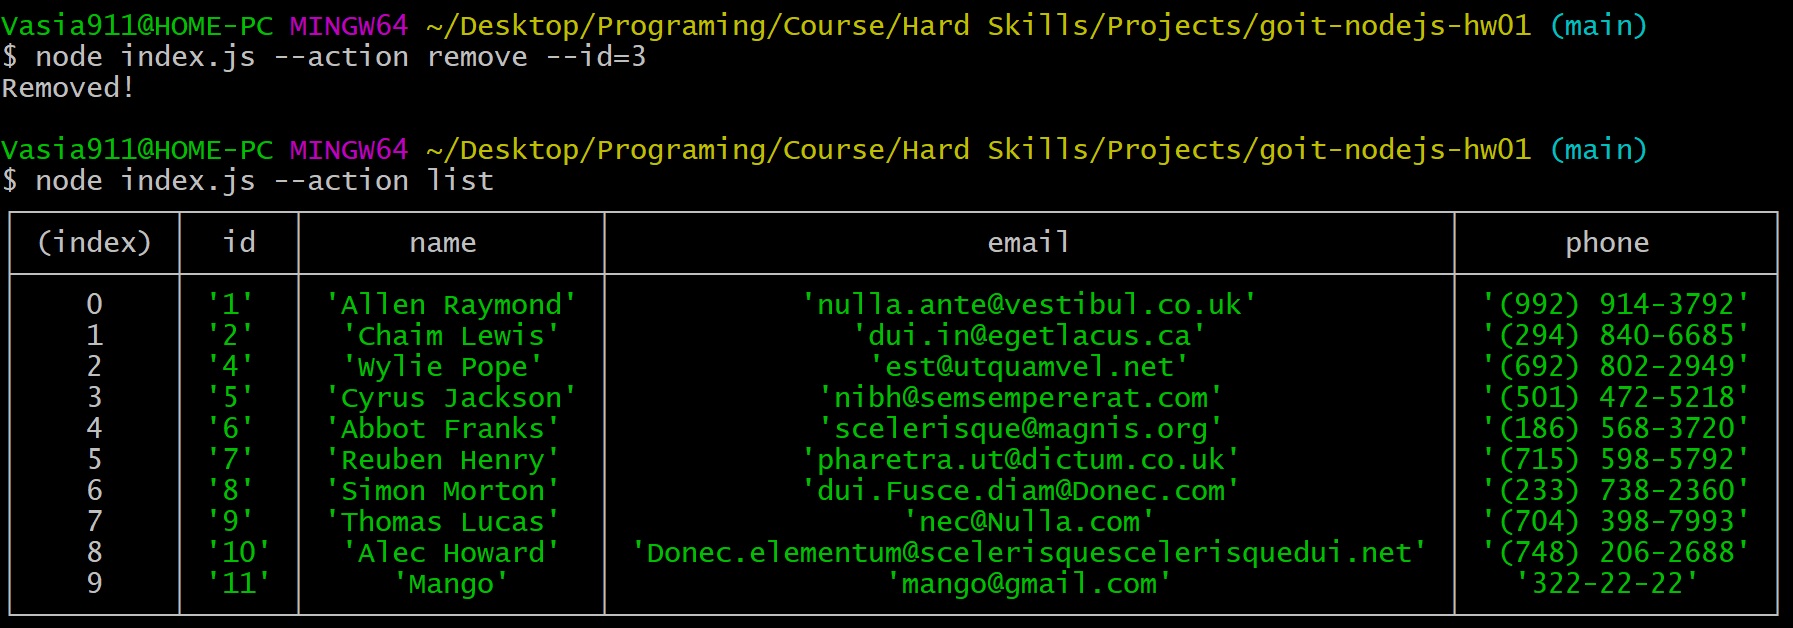 Vasia911@HOME-PC MINGW64 ~/Desktop/Programing/Course/Hard Skills/Projects/goit-nodejs-hw01 (main)
$ node index.js --action remove --id=3
Removed!
Vasia911@HOME-PC MINGW64 ~/Desktop/Programing/Course/Hard Skills/Projects/goit-nodejs-hw01 (main)
$ node index.js --action list
(index) id name email phone
0 '1' 'Allen Raymond' 'nulla.ante@vestibul.co.uk' '(992) 914-3792'
1 '2' 'Chaim Lewis' 'dui.in@egetlacus.ca' '(294) 840-6685'
2 '4' 'Wylie Pope' 'est@utquamvel.net' '(692) 802-2949'
3 '5' 'Cyrus Jackson' 'nibh@semsempererat.com' '(501) 472-5218'
4 '6' 'Abbot Franks' 'scelerisque@magnis.org' '(186) 568-3720'
5 '7' 'Reuben Henry' 'pharetra.ut@dictum.co.uk' '(715) 598-5792'
6 '8' 'Simon Morton' 'dui.Fusce.diam@Donec.com' '(233) 738-2360'
7 '9' 'Thomas Lucas' 'nec@Nulla.com' '(704) 398-7993'
8 '10' 'Alec Howard' 'Donec.elementum@scelerisquescelerisquedui.net' '(748) 206-2688'
9 '11' 'Mango' 'mango@gmail.com' '322-22-22'